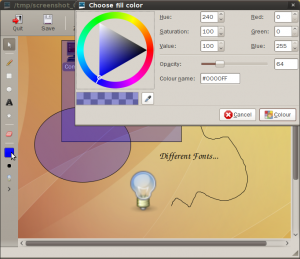 /tmp/screenshot_
Choose fill color
Quit
Save
Hue: 240
Red: 0
Saturation: 100
Green: 0
Value: 100
Blue: 255
Opacity: 64
Colour name: #0000FF
Cancel
Colour
A
Different Fonts...